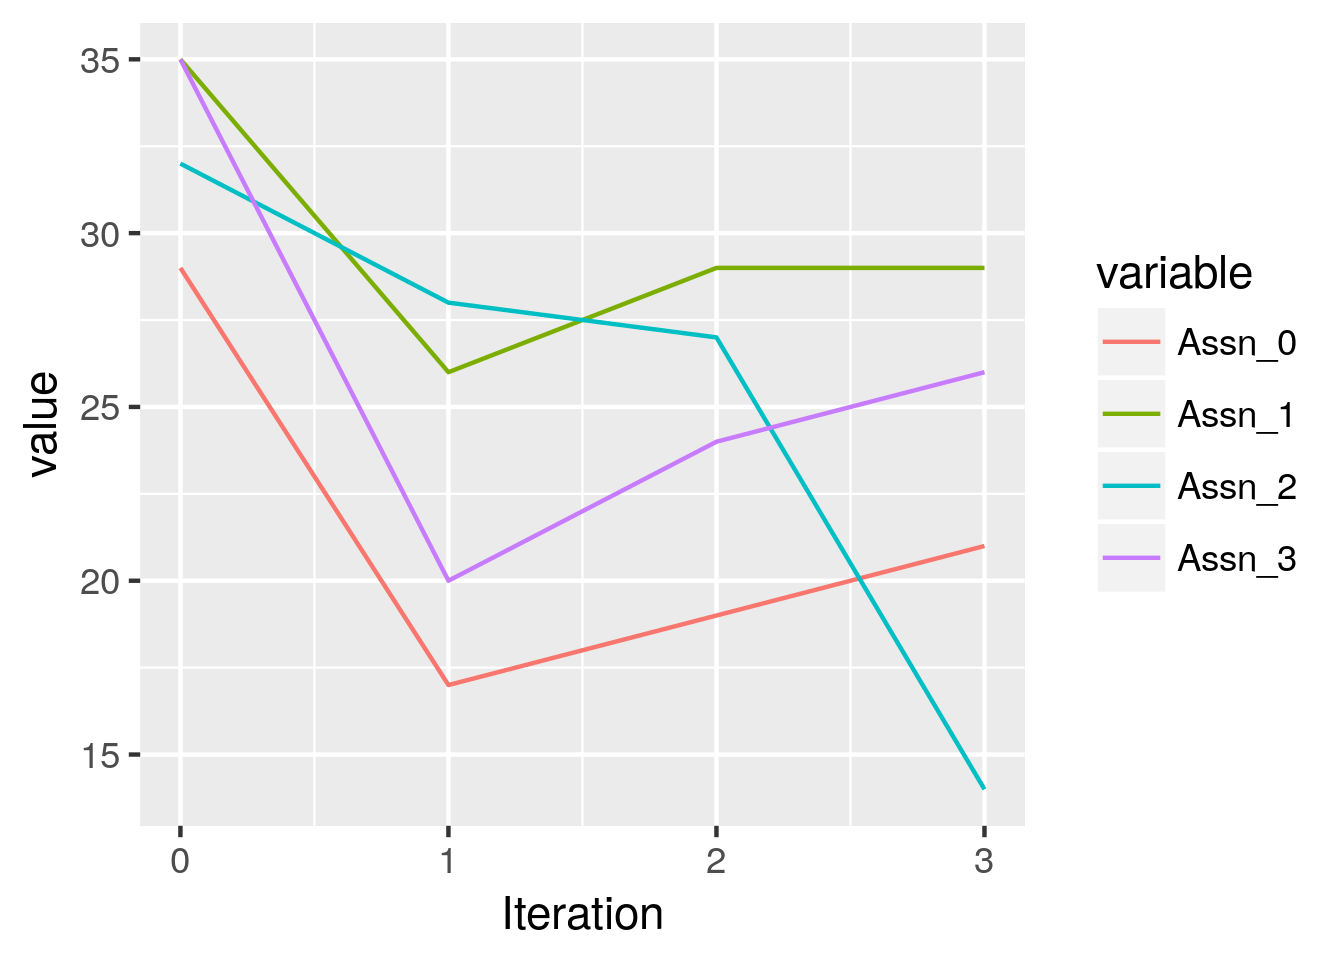 35
30
25
20
15
value
0 1 2 3
Iteration
variable
Assn_0
Assn_1
Assn_2
Assn_3